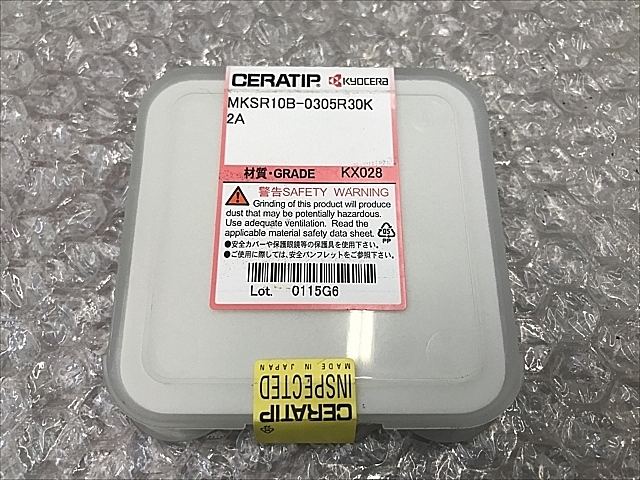 CERATIP® KYOCERA
MKSR10B-0305R30K
2A
材質・GRADE KX028
警告SAFETY WARNING
Grinding of this product will produce
dust that may be potentially hazardous.
Use adequate ventilation. Read the
applicable material safety data sheet.
05
PP
●安全カバーや保護眼鏡等の保護具を使用下さい。
●ご使用に際しては、安全パンフレットをご参照下さい。
Lot. 0115G6
CERATIP
INSPECTED
MADE IN JAPAN